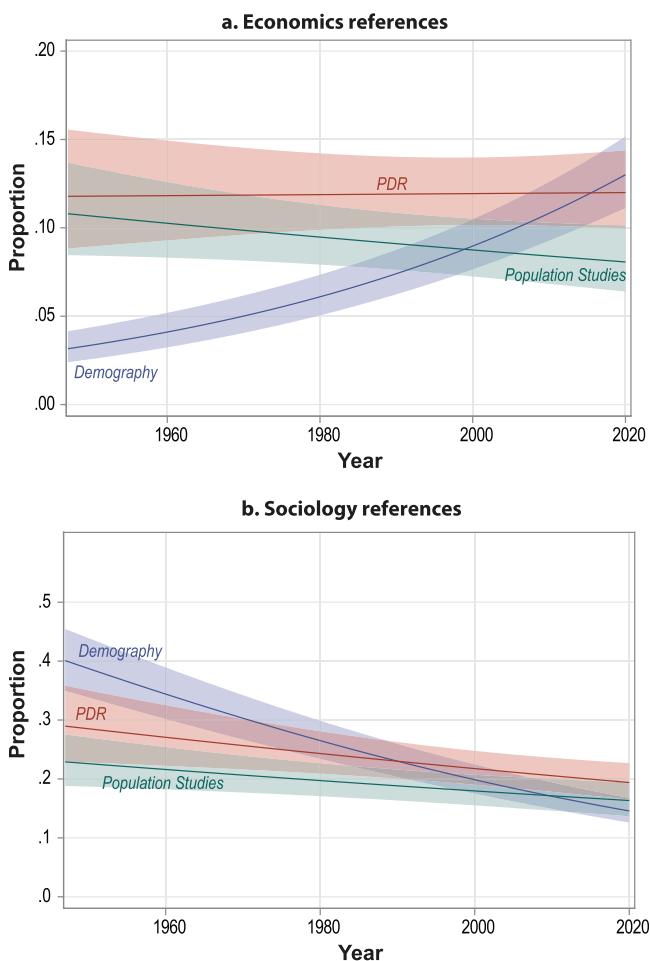 a. Economics references
.20
.15
PDR
Proportion
.10
Population Studies
.05
Demography
.00
1960
1980
2000
2020
Year
b. Sociology references
.5
Demography
.4
PDR
.3
Proportion
.2
Population Studies
.1
.0
1960
1980
2000
2020
Year